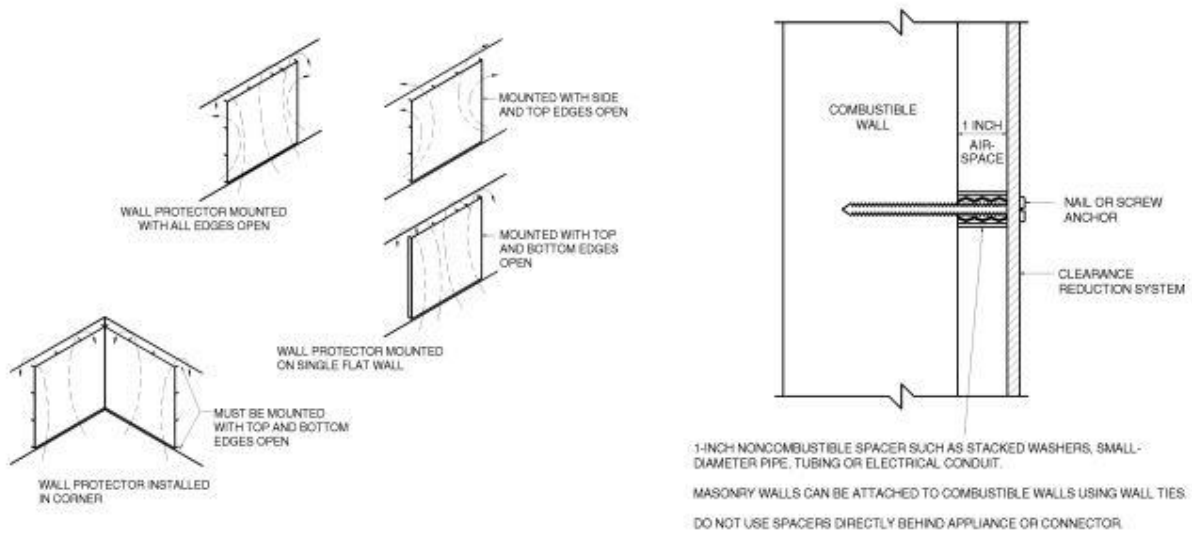 WALL PROTECTOR MOUNTED
WITH ALL EDGES OPEN
MOUNTED WITH SIDE
AND TOP EDGES OPEN
MOUNTED WITH TOP
AND BOTTOM EDGES
OPEN
WALL PROTECTOR MOUNTED
ON SINGLE FLAT WALL
MUST BE MOUNTED
WITH TOP AND BOTTOM
EDGES OPEN
WALL PROTECTOR INSTALLED
IN CORNER
COMBUSTIBLE
WALL
1 INCH
AIR-
SPACE
NAIL OR SCREW
ANCHOR
CLEARANCE
REDUCTION SYSTEM
1-INCH NONCOMBUSTIBLE SPACER SUCH AS STACKED WASHERS, SMALL-
DIAMETER PIPE, TUBING OR ELECTRICAL CONDUIT.
MASONRY WALLS CAN BE ATTACHED TO COMBUSTIBLE WALLS USING WALL TIES.
DO NOT USE SPACERS DIRECTLY BEHIND APPLIANCE OR CONNECTOR.